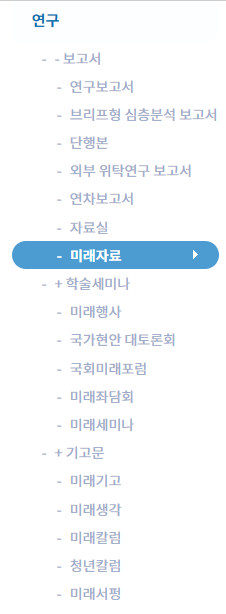 연구
- - 보고서
- 연구보고서
- 브리프형 심층분석 보고서
- 단행본
- 외부 위탁연구 보고서
- 연차보고서
- 자료실
- 미래자료
- + 학술세미나
- 미래행사
- 국가현안 대토론회
- 국회미래포럼
- 미래좌담회
- 미래세미나
- + 기고문
- 미래기고
- 미래생각
- 미래칼럼
- 청년칼럼
- 미래서평